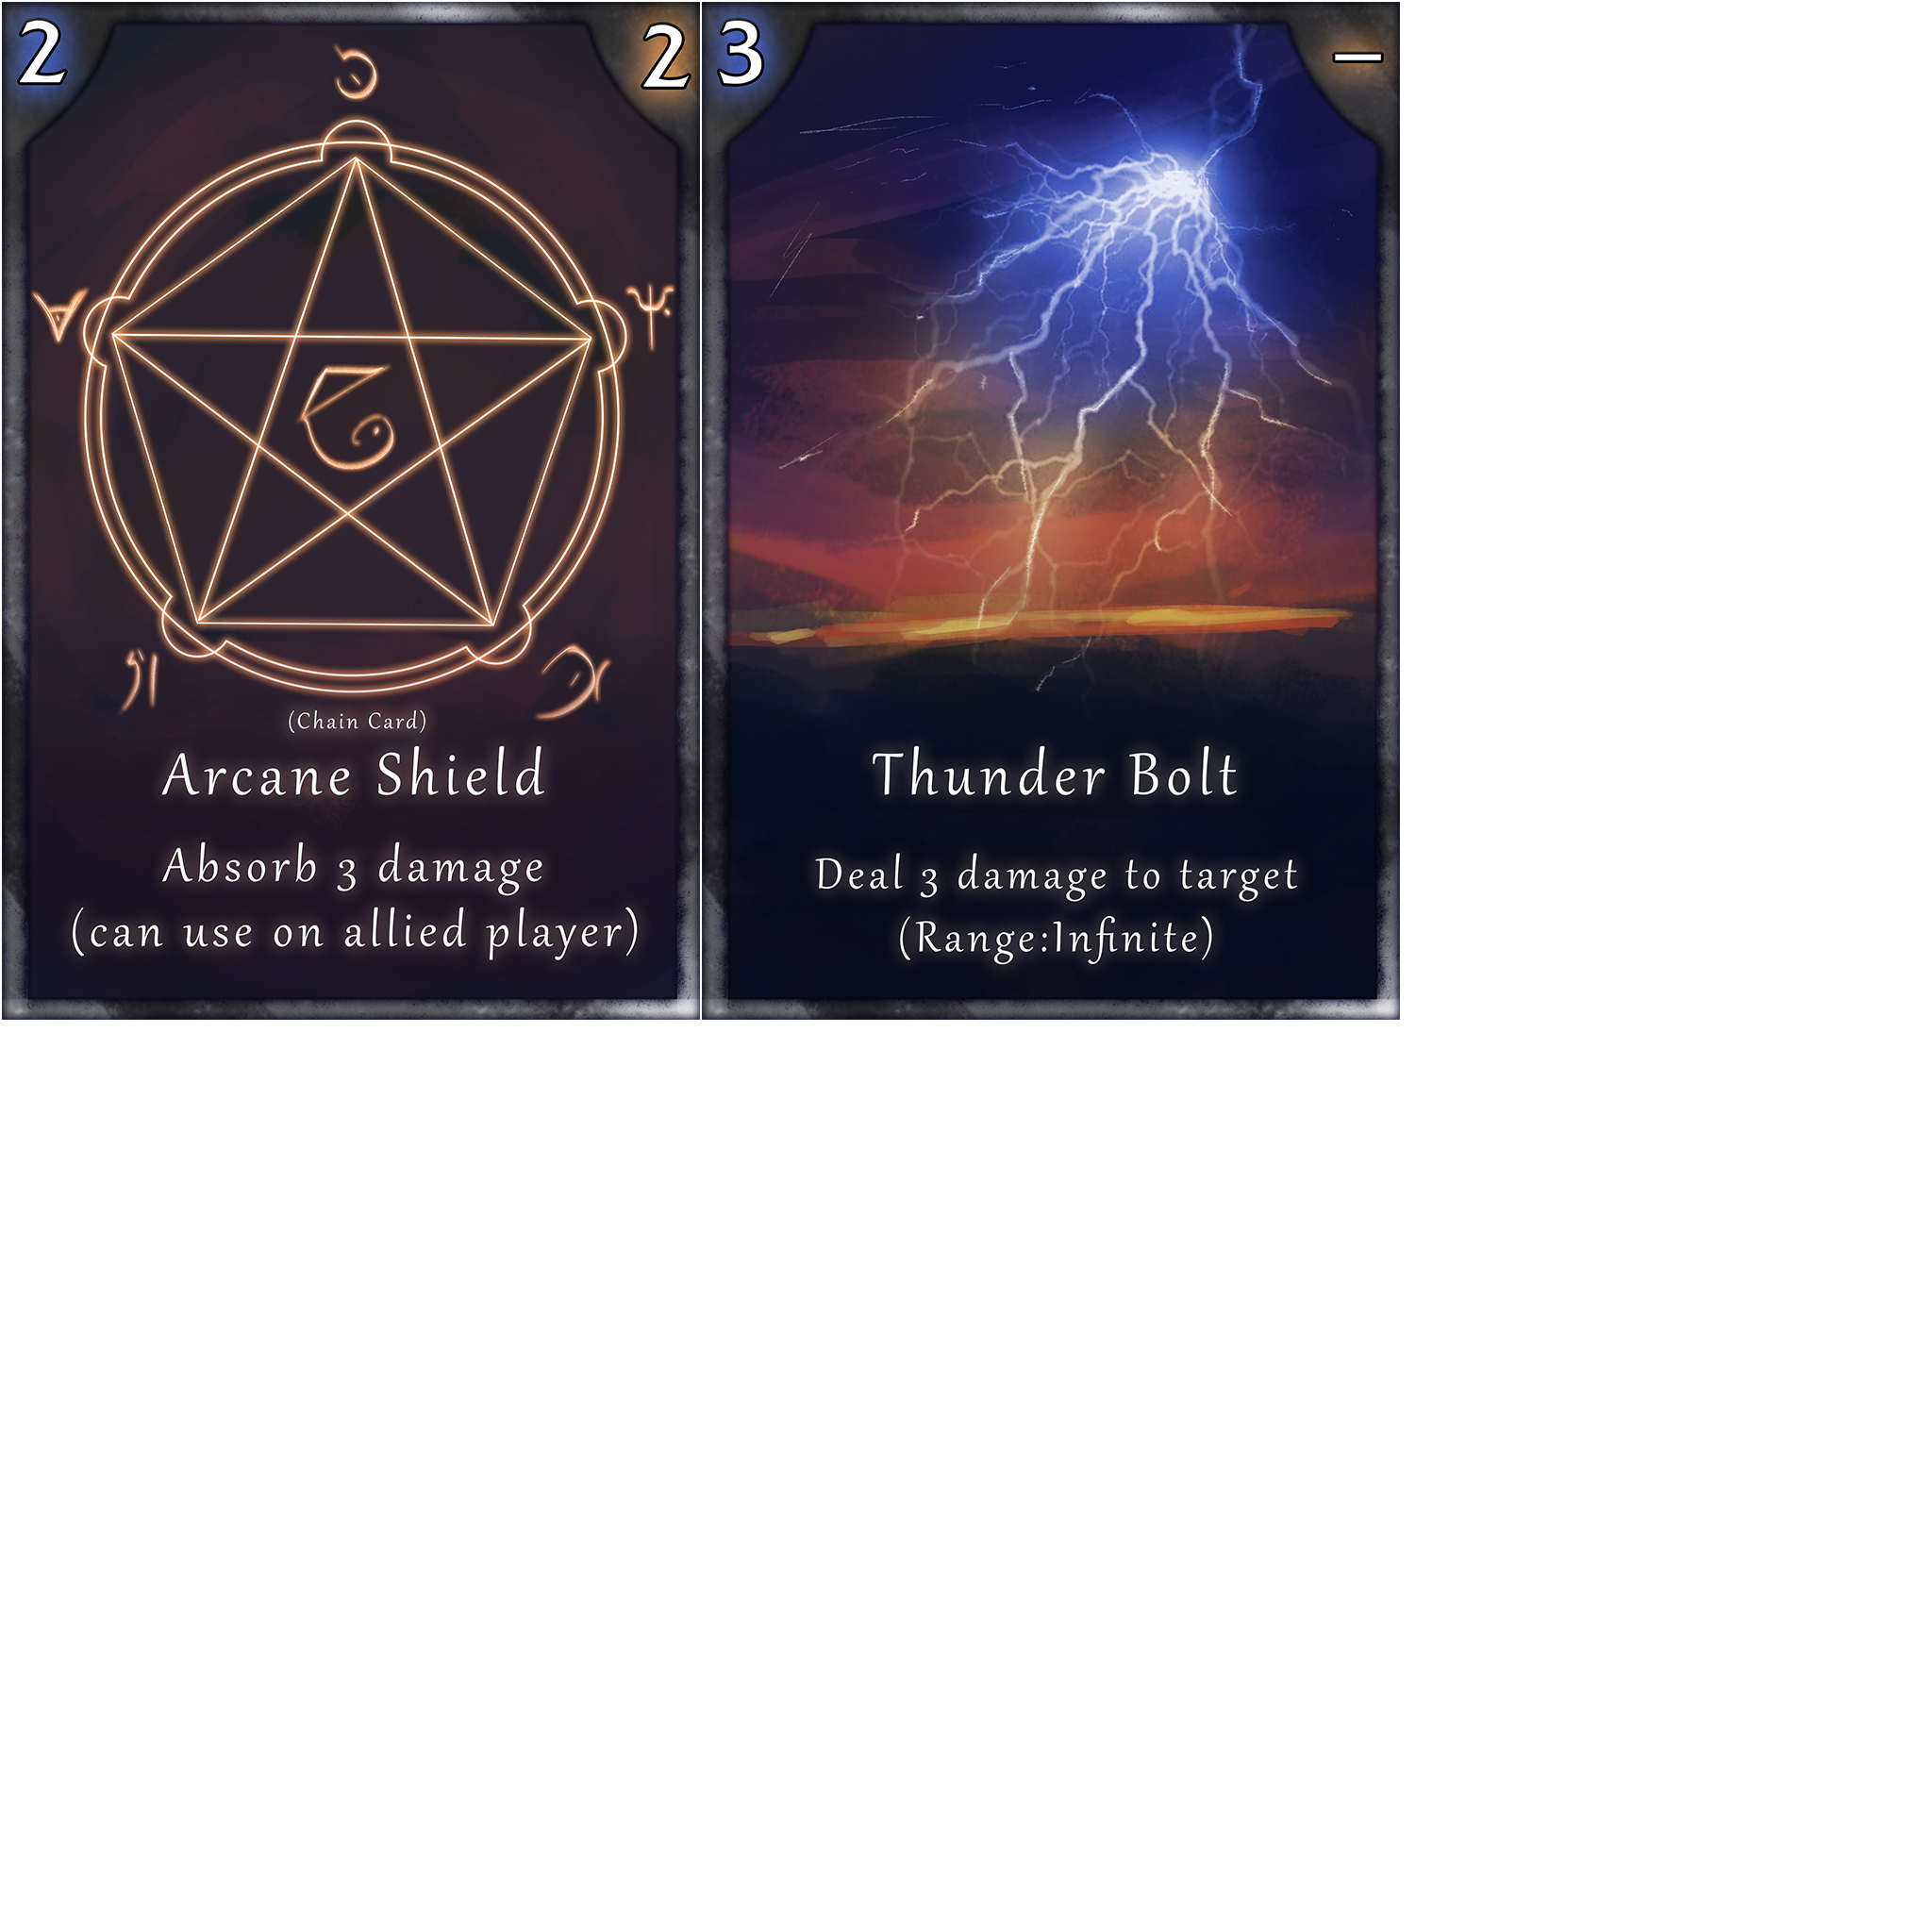 2
2
(Chain Card)
Arcane Shield
Absorb 3 damage
(can use on allied player)
3
—
Thunder Bolt
Deal 3 damage to target
(Range:Infinite)